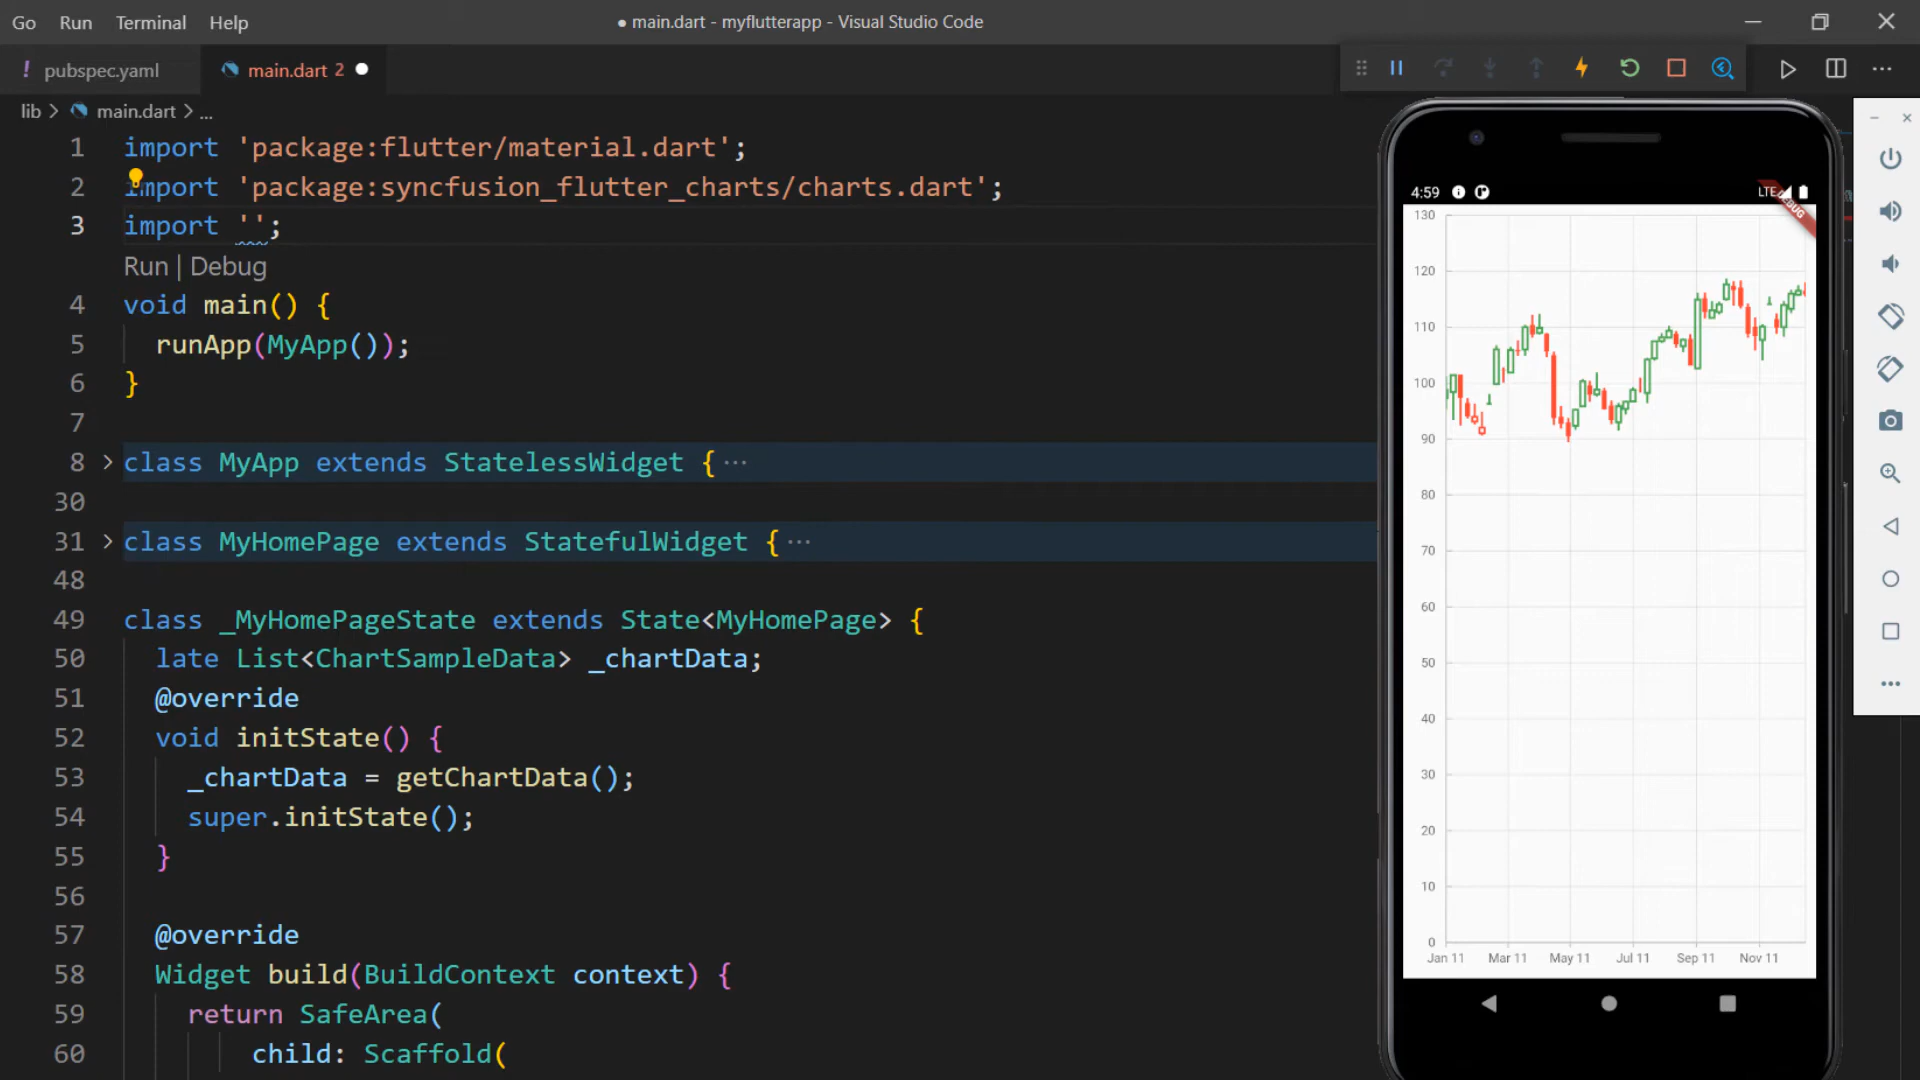 Go Run Terminal Help
● main.dart - myflutterapp - Visual Studio Code
! pubspec.yaml
main.dart 2 ●
lib > main.dart > ...
1 import 'package:flutter/material.dart';
2 import 'package:syncfusion_flutter_charts/charts.dart';
3 import '';
Run | Debug
4 void main() {
5 runApp(MyApp());
6 }
7
8 > class MyApp extends StatelessWidget { ···
30
31 > class MyHomePage extends StatefulWidget { ···
48
49 class _MyHomePageState extends State<MyHomePage> {
50 late List<ChartSampleData> _chartData;
51 @override
52 void initState() {
53 _chartData = getChartData();
54 super.initState();
55 }
56
57 @override
58 Widget build(BuildContext context) {
59 return SafeArea(
60 child: Scaffold(
4:59
LTE
DEBUG
130
120
110
100
90
80
70
60
50
40
30
20
10
0
Jan 11 Mar 11 May 11 Jul 11 Sep 11 Nov 11